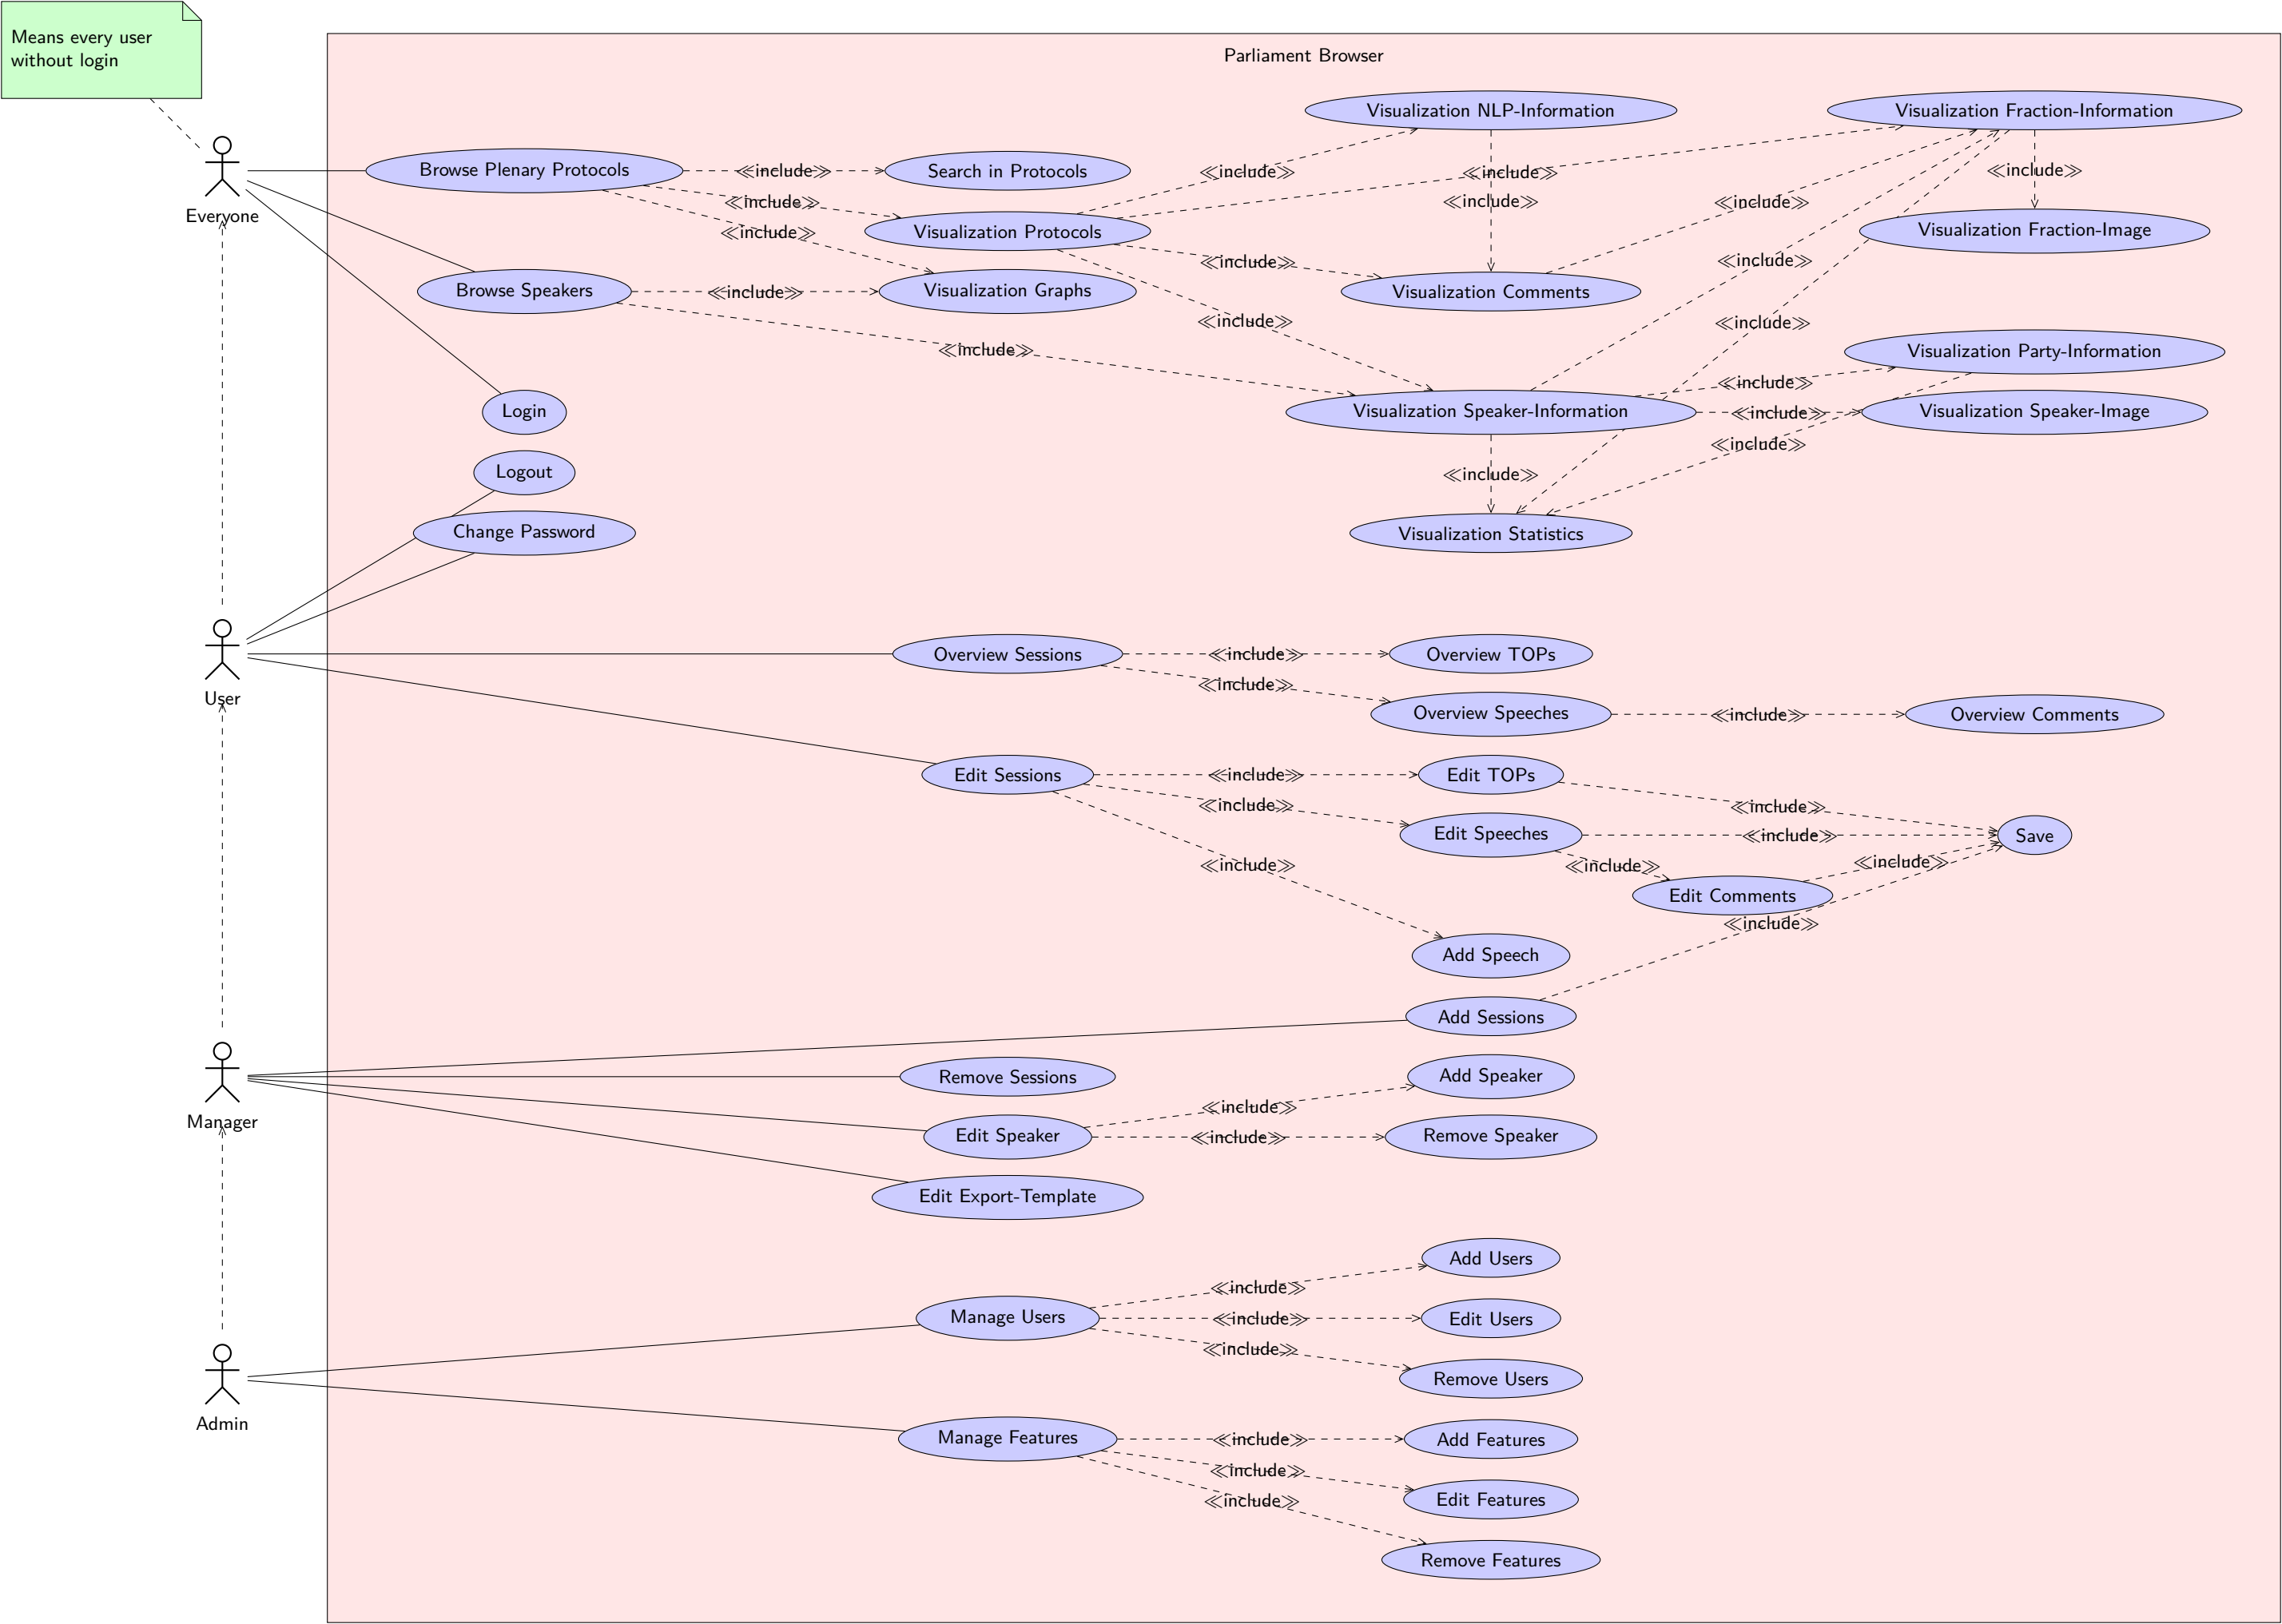 Means every user
without login
Parliament Browser
Visualization NLP-Information
Visualization Fraction-Information
Everyone
Browse Plenary Protocols
≪include≫
Search in Protocols
≪include≫
≪include≫
≪include≫
≪include≫
≪include≫
≪include≫
≪include≫
Visualization Protocols
≪include≫
Visualization Fraction-Image
≪include≫
≪include≫
Browse Speakers
≪include≫
Visualization Graphs
Visualization Comments
≪include≫
≪include≫
≪include≫
Visualization Party-Information
≪include≫
Login
Visualization Speaker-Information
≪include≫
Visualization Speaker-Image
≪include≫
Logout
≪include≫
Change Password
Visualization Statistics
User
Overview Sessions
≪include≫
Overview TOPs
≪include≫
Overview Speeches
≪include≫
Overview Comments
Edit Sessions
≪include≫
Edit TOPs
≪include≫
≪include≫
Edit Speeches
≪include≫
Save
≪include≫
≪include≫
≪include≫
Edit Comments
≪include≫
Add Speech
Add Sessions
Manager
Remove Sessions
Add Speaker
≪include≫
Edit Speaker
≪include≫
Remove Speaker
Edit Export-Template
Add Users
≪include≫
Manage Users
≪include≫
Edit Users
≪include≫
Remove Users
Admin
Manage Features
≪include≫
Add Features
≪include≫
Edit Features
≪include≫
Remove Features